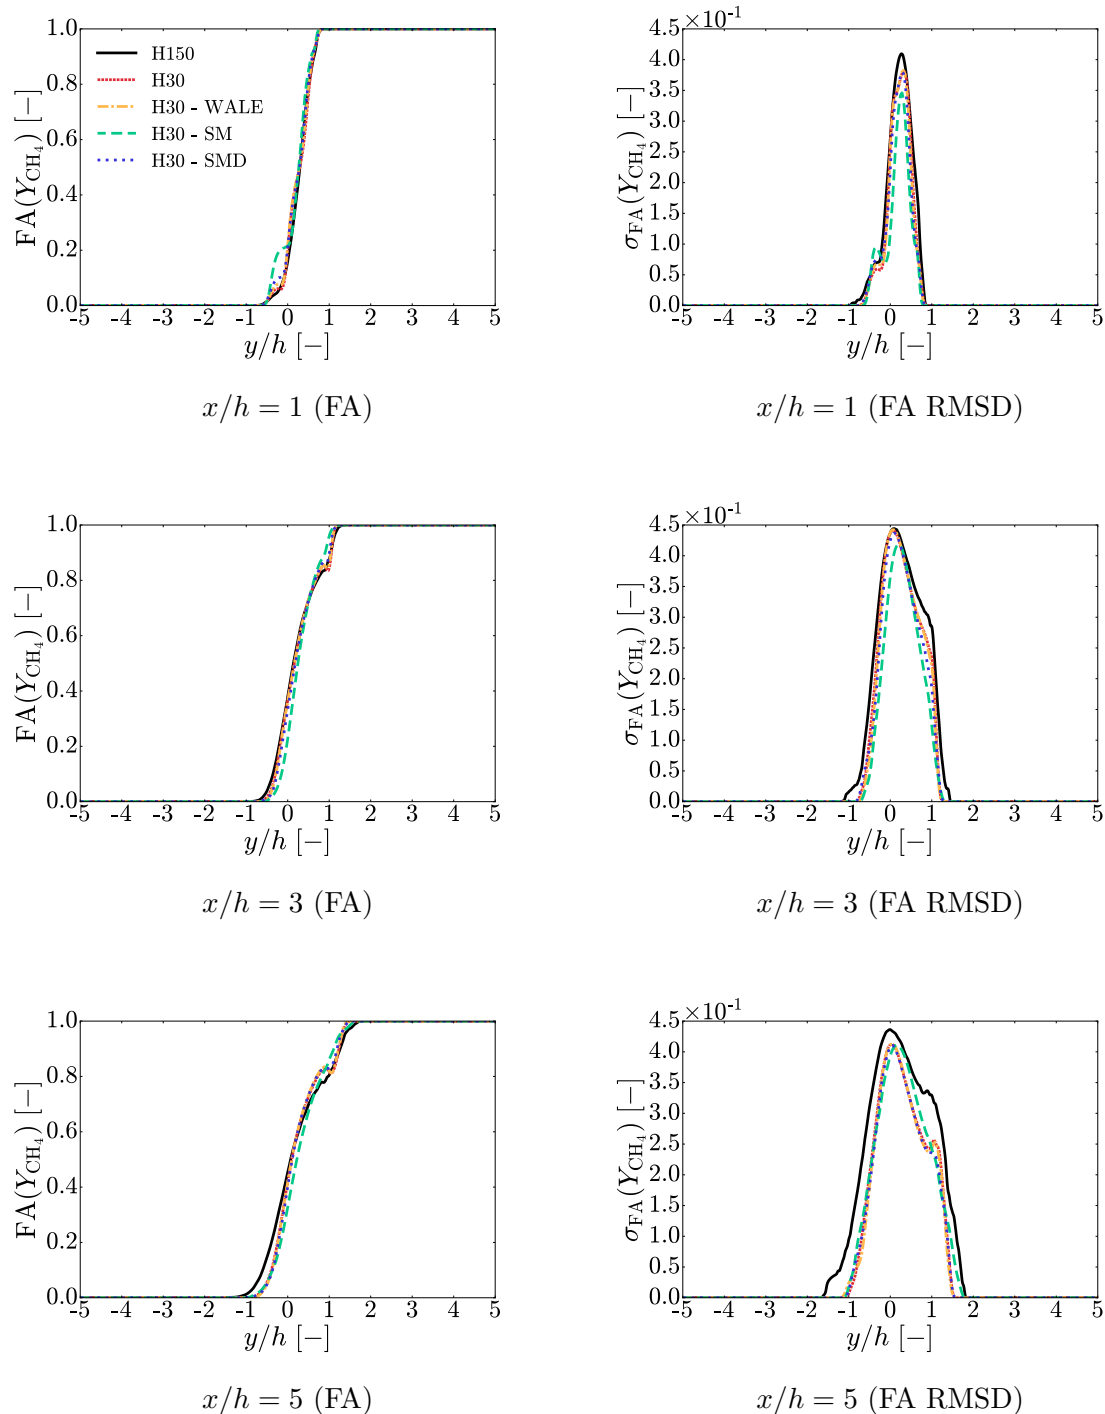 1.0
0.8
0.6
0.4
0.2
0.0
FA(Y_CH₄) [−]
H150
H30
H30 - WALE
H30 - SM
H30 - SMD
-5 -4 -3 -2 -1 0 1 2 3 4 5
y/h [−]
x/h = 1 (FA)
4.5 ×10⁻¹
4.0
3.5
3.0
2.5
2.0
1.5
1.0
0.5
0.0
σ_FA(Y_CH₄) [−]
-5 -4 -3 -2 -1 0 1 2 3 4 5
y/h [−]
x/h = 1 (FA RMSD)
1.0
0.8
0.6
0.4
0.2
0.0
FA(Y_CH₄) [−]
-5 -4 -3 -2 -1 0 1 2 3 4 5
y/h [−]
x/h = 3 (FA)
4.5 ×10⁻¹
4.0
3.5
3.0
2.5
2.0
1.5
1.0
0.5
0.0
σ_FA(Y_CH₄) [−]
-5 -4 -3 -2 -1 0 1 2 3 4 5
y/h [−]
x/h = 3 (FA RMSD)
1.0
0.8
0.6
0.4
0.2
0.0
FA(Y_CH₄) [−]
-5 -4 -3 -2 -1 0 1 2 3 4 5
y/h [−]
x/h = 5 (FA)
4.5 ×10⁻¹
4.0
3.5
3.0
2.5
2.0
1.5
1.0
0.5
0.0
σ_FA(Y_CH₄) [−]
-5 -4 -3 -2 -1 0 1 2 3 4 5
y/h [−]
x/h = 5 (FA RMSD)